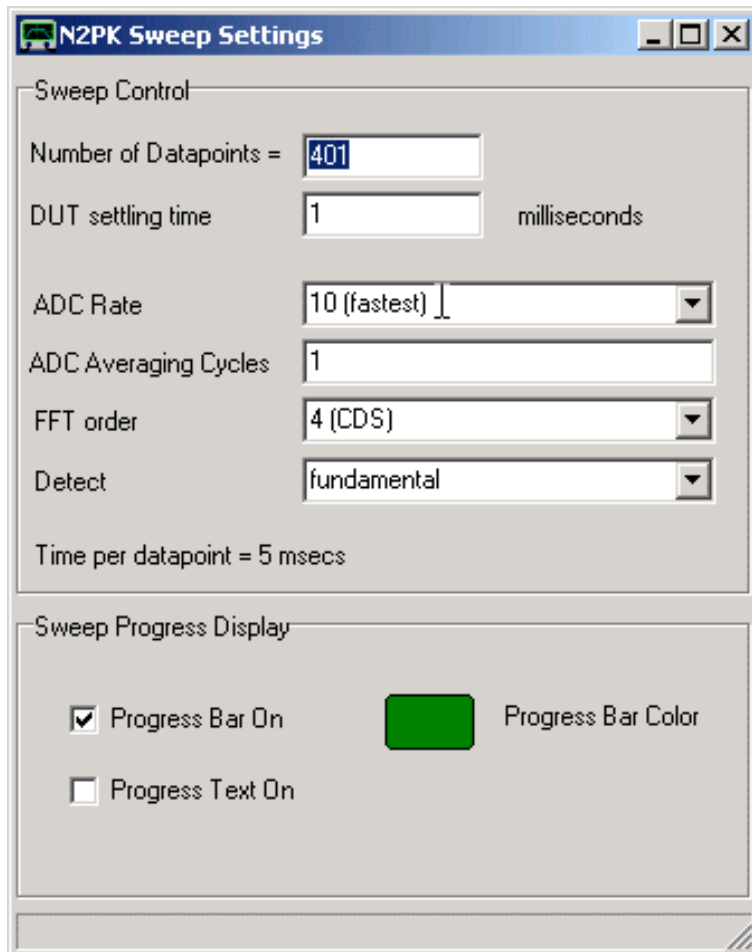 N2PK Sweep Settings
Sweep Control
Number of Datapoints = 401
DUT settling time 1 milliseconds
ADC Rate 10 (fastest)
ADC Averaging Cycles 1
FFT order 4 (CDS)
Detect fundamental
Time per datapoint = 5 msecs
Sweep Progress Display
Progress Bar On Progress Bar Color
Progress Text On